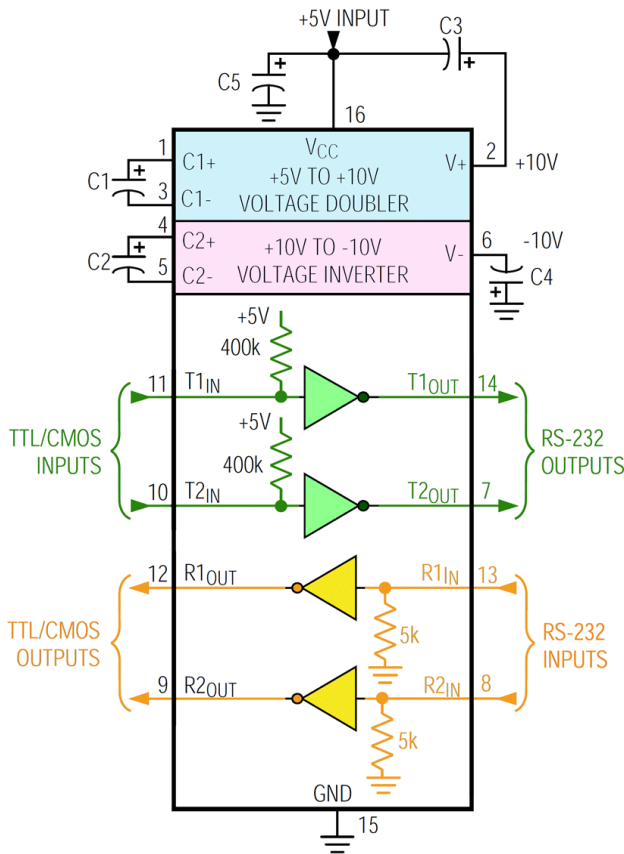 +5V INPUT
C3
+
C5
+
16
VCC
1
C1+
+
C1
3
C1-
V+
2
+10V
+5V TO +10V
VOLTAGE DOUBLER
4
C2+
+
C2
5
C2-
+10V TO -10V
VOLTAGE INVERTER
V-
6
-10V
+
C4
+5V
400k
11
T1IN
T1OUT
14
TTL/CMOS
INPUTS
+5V
400k
RS-232
OUTPUTS
10
T2IN
T2OUT
7
12
R1OUT
R1IN
13
5k
TTL/CMOS
OUTPUTS
RS-232
INPUTS
9
R2OUT
R2IN
8
5k
GND
15